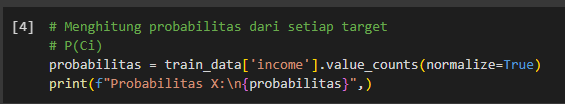 [4] # Menghitung probabilitas dari setiap target
# P(Ci)
probabilitas = train_data['income'].value_counts(normalize=True)
print(f"Probabilitas X:\n{probabilitas}",)